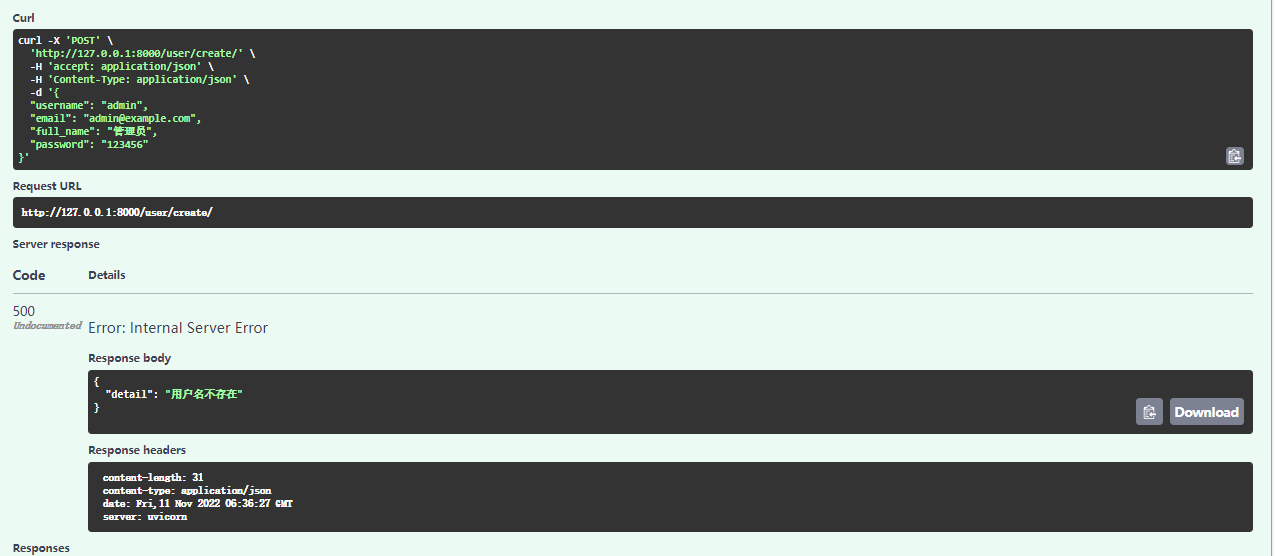 Curl
curl -X 'POST' \
'http://127.0.0.1:8000/user/create/' \
-H 'accept: application/json' \
-H 'Content-Type: application/json' \
-d '{
"username": "admin",
"email": "admin@example.com",
"full_name": "管理员",
"password": "123456"
}'
Request URL
http://127.0.0.1:8000/user/create/
Server response
Code Details
500
Undocumented Error: Internal Server Error
Response body
{
"detail": "用户名不存在"
}
Download
Response headers
content-length: 31
content-type: application/json
date: Fri,11 Nov 2022 06:36:27 GMT
server: uvicorn
Responses